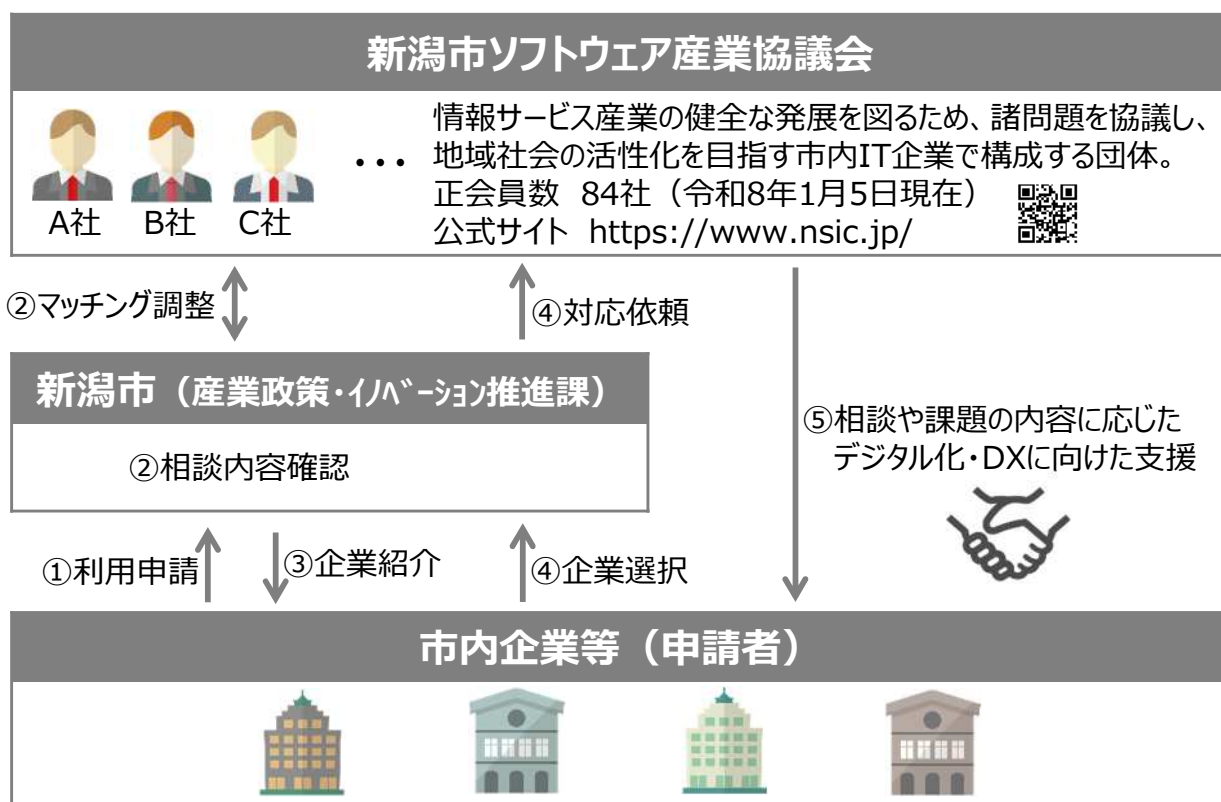 新潟市ソフトウェア産業協議会
情報サービス産業の健全な発展を図るため、諸問題を協議し、
・・・ 地域社会の活性化を目指す市内IT企業で構成する団体。
正会員数 84社（令和8年1月5日現在）
公式サイト https://www.nsic.jp/
A社 B社 C社
②マッチング調整
④対応依頼
新潟市（産業政策・ｲﾉﾍﾞｰｼｮﾝ推進課）
②相談内容確認
⑤相談や課題の内容に応じた
デジタル化・DXに向けた支援
①利用申請
③企業紹介
④企業選択
市内企業等（申請者）